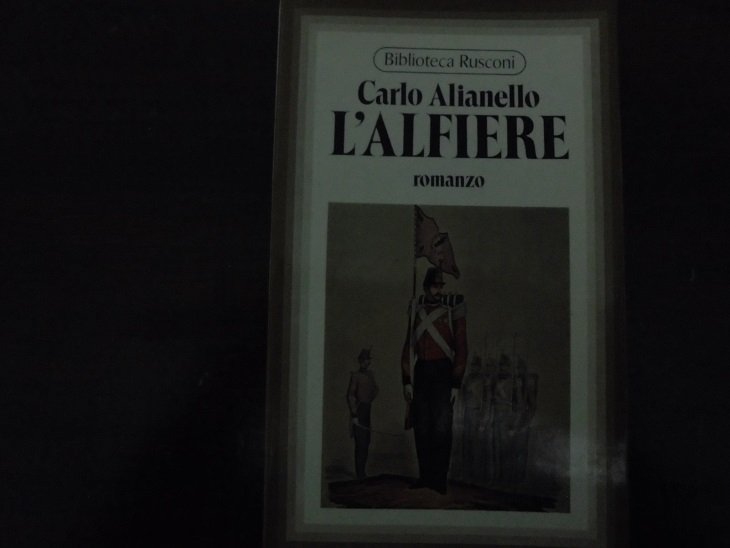 Biblioteca Rusconi
Carlo Alianello
L'ALFIERE
romanzo